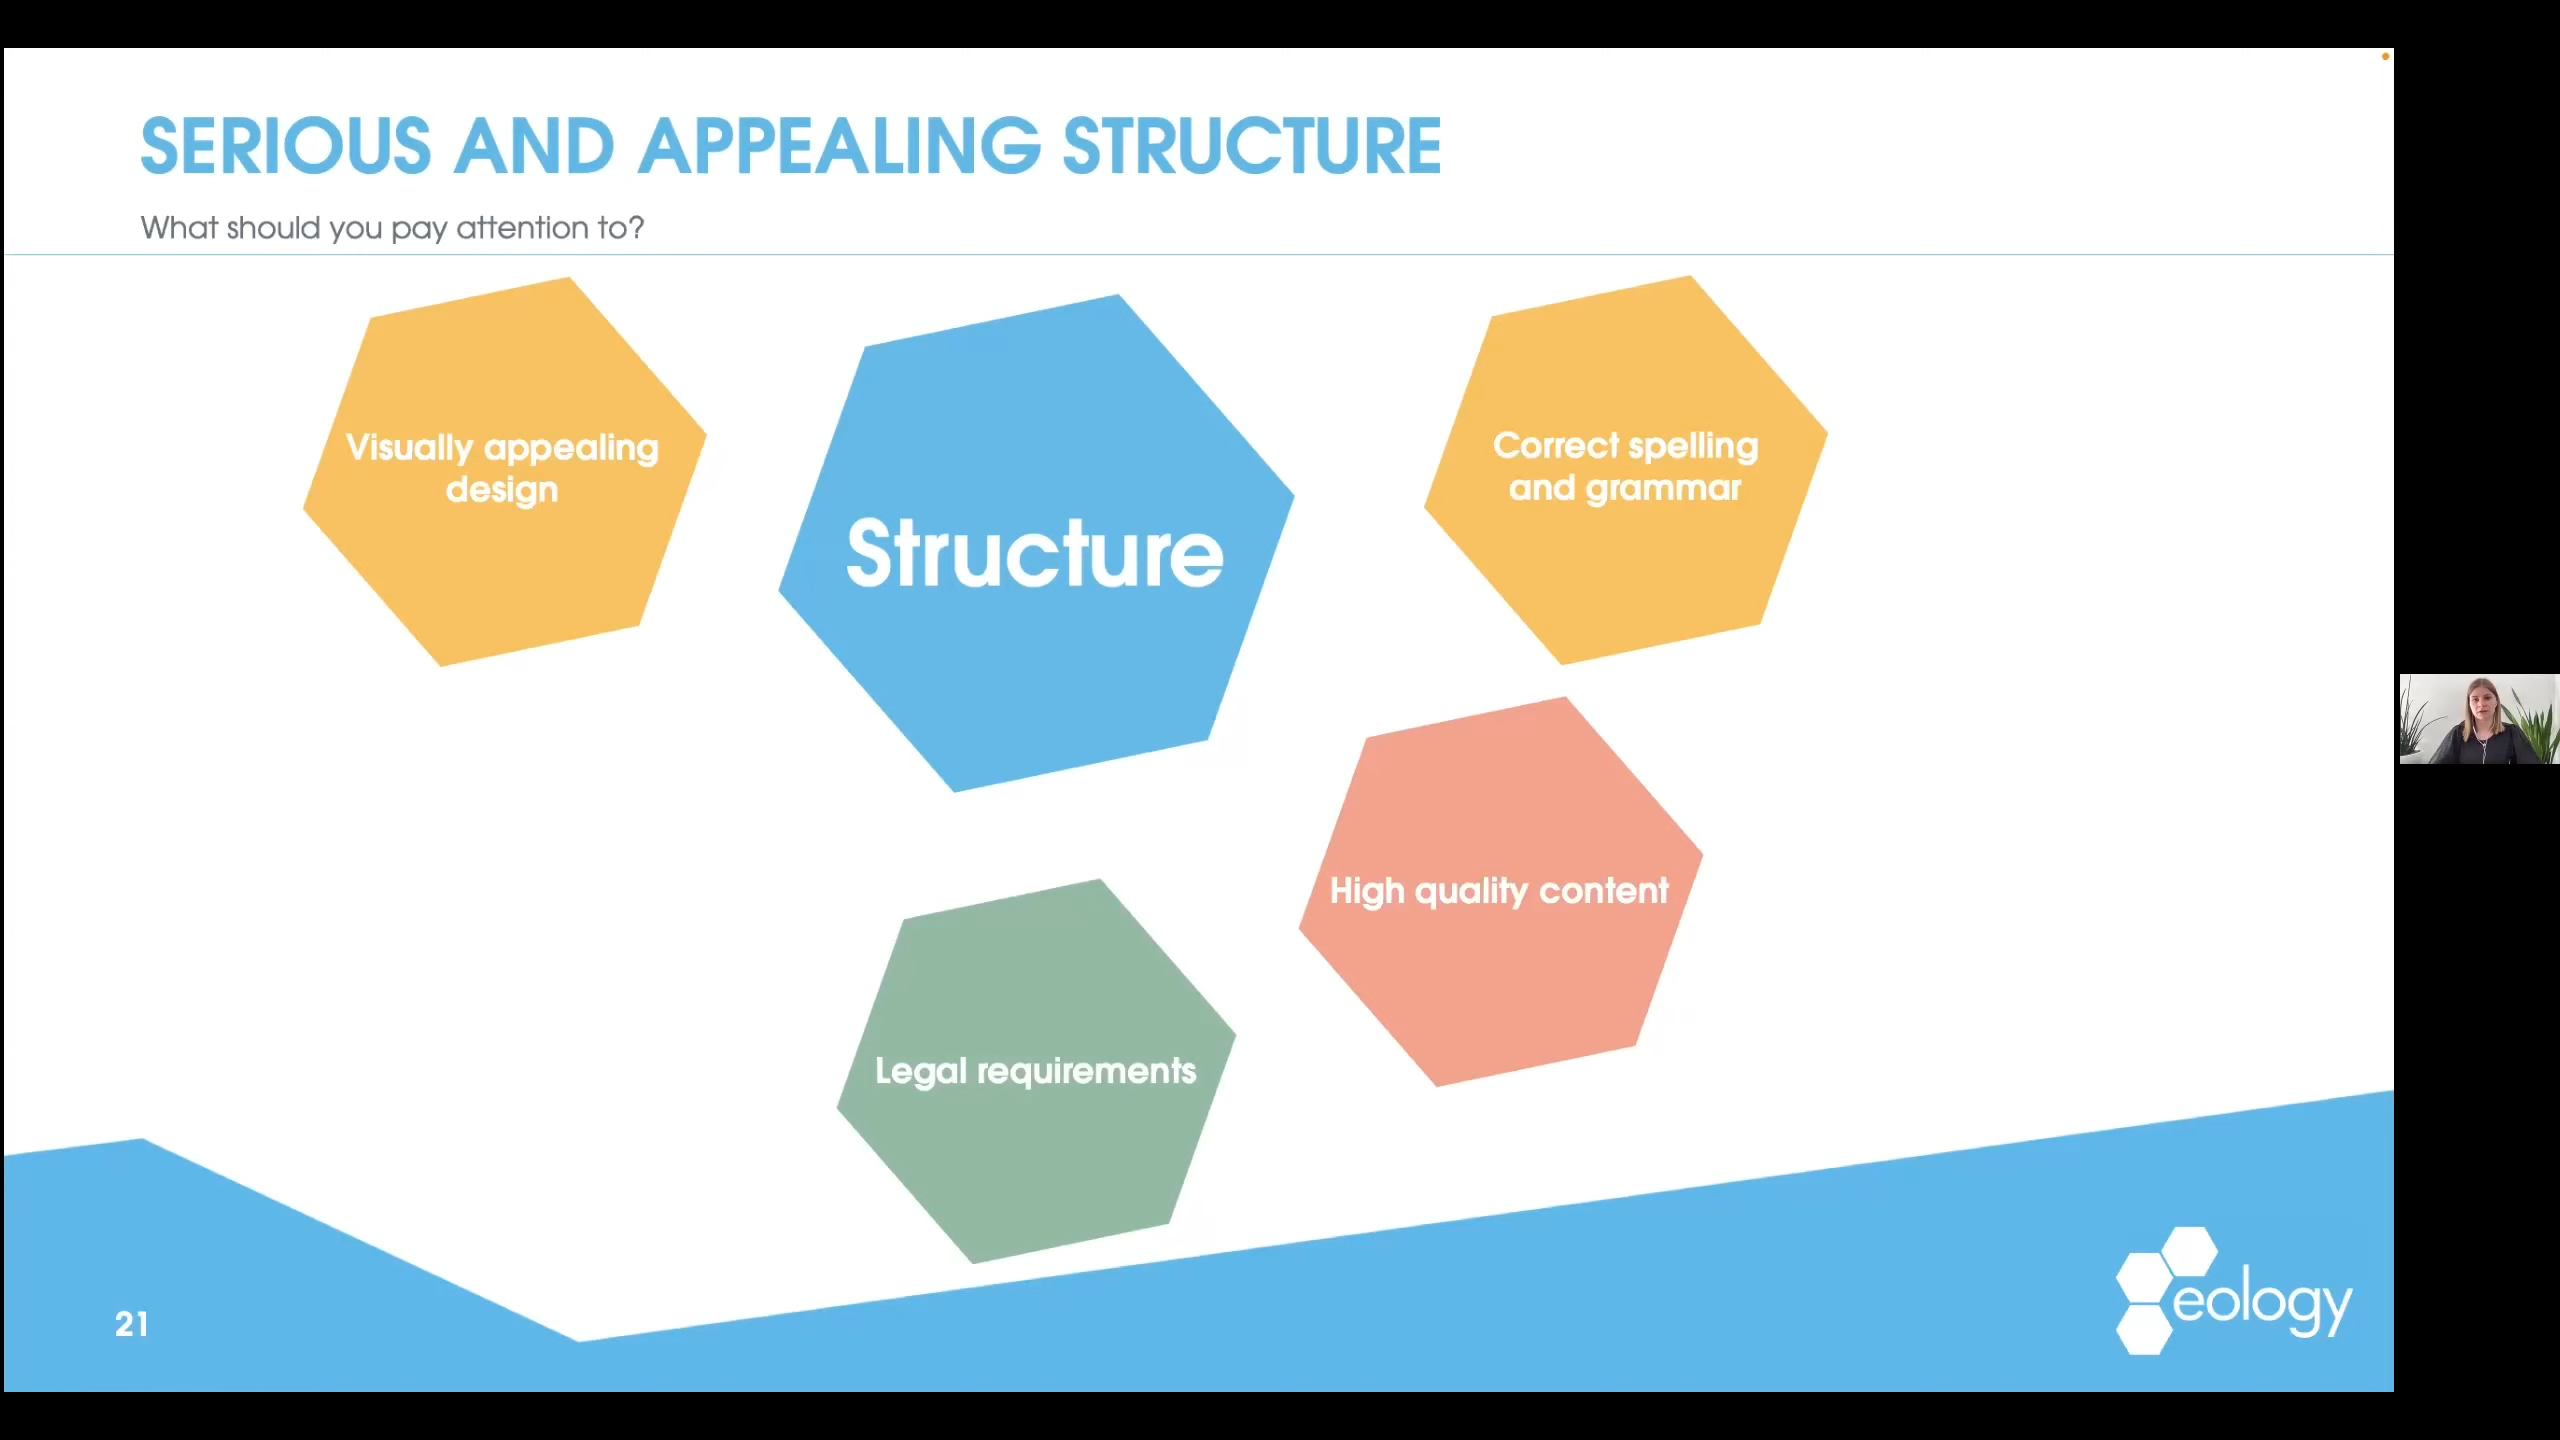 SERIOUS AND APPEALING STRUCTURE
What should you pay attention to?
Visually appealing
design
Structure
Correct spelling
and grammar
High quality content
Legal requirements
21
eology